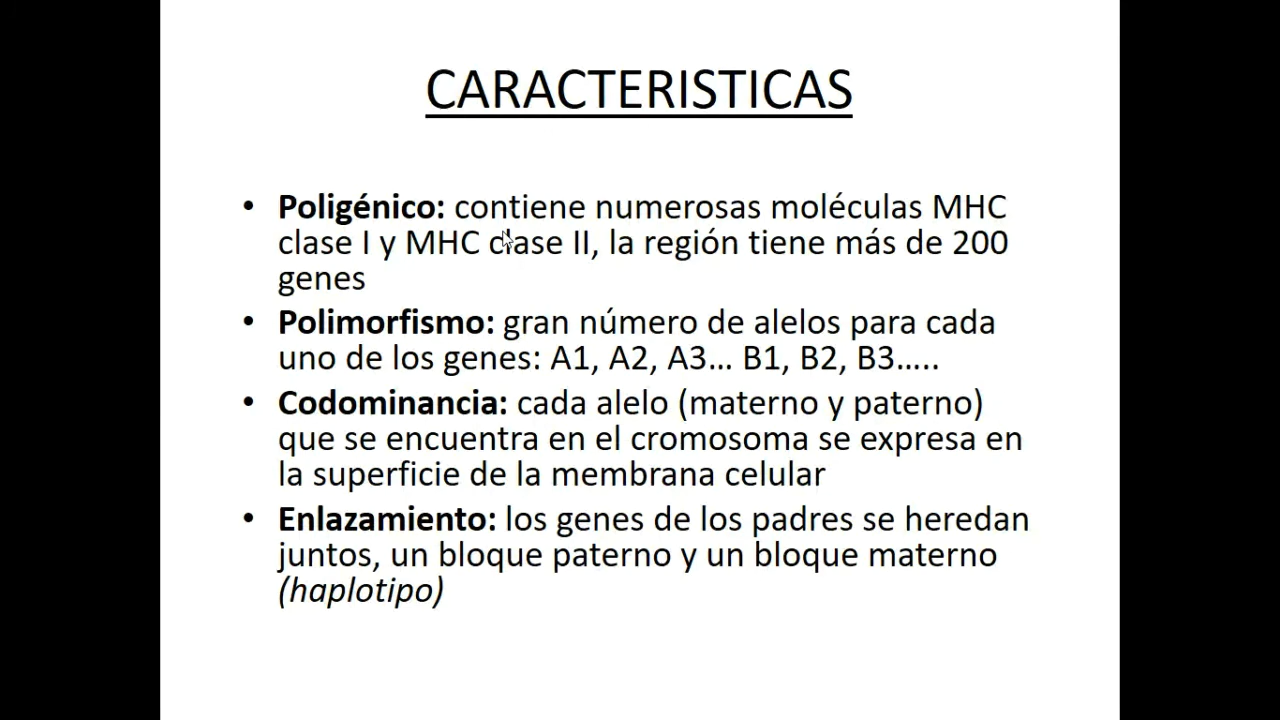 CARACTERISTICAS
• Poligénico: contiene numerosas moléculas MHC
clase I y MHC clase II, la región tiene más de 200
genes
• Polimorfismo: gran número de alelos para cada
uno de los genes: A1, A2, A3... B1, B2, B3.....
• Codominancia: cada alelo (materno y paterno)
que se encuentra en el cromosoma se expresa en
la superficie de la membrana celular
• Enlazamiento: los genes de los padres se heredan
juntos, un bloque paterno y un bloque materno
(haplotipo)